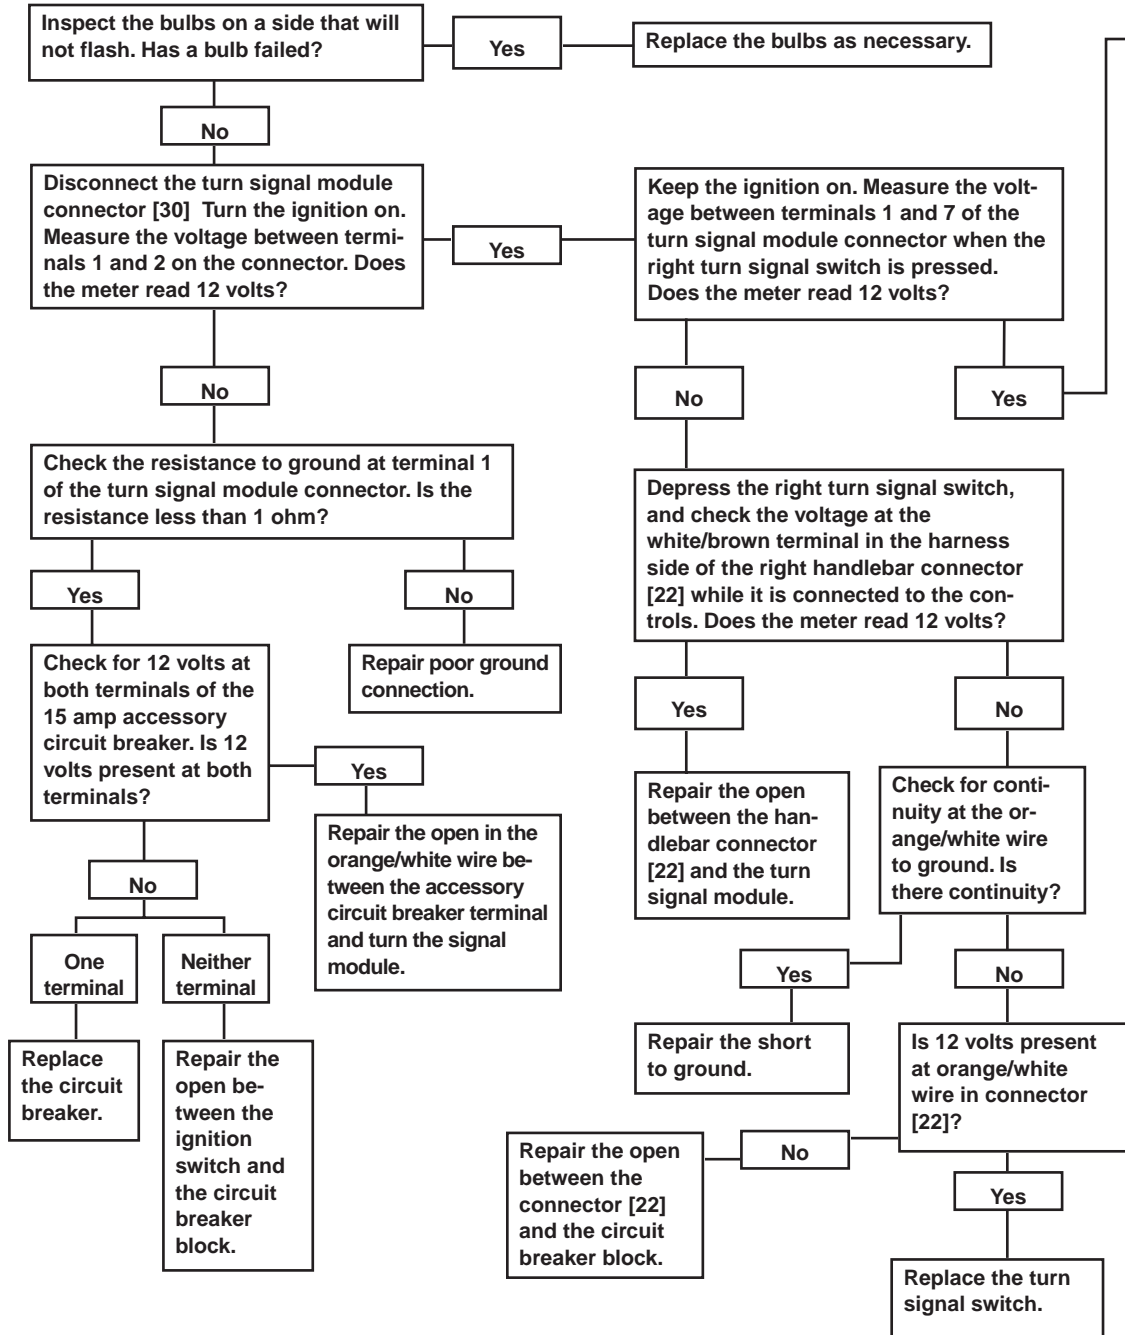 Inspect the bulbs on a side that will
not flash. Has a bulb failed?
Yes
Replace the bulbs as necessary.
No
Disconnect the turn signal module
connector [30]  Turn the ignition on.
Measure the voltage between termi-
nals 1 and 2 on the connector. Does
the meter read 12 volts?
Yes
Keep the ignition on. Measure the volt-
age between terminals 1 and 7 of the
turn signal module connector when the
right turn signal switch is pressed.
Does the meter read 12 volts?
No
No
Yes
Check the resistance to ground at terminal 1
of the turn signal module connector. Is the
resistance less than 1 ohm?
Depress the right turn signal switch,
and check the voltage at the
white/brown terminal in the harness
side of the right handlebar connector
[22] while it is connected to the con-
trols. Does the meter read 12 volts?
Yes
No
Check for 12 volts at
both terminals of the
15 amp accessory
circuit breaker. Is 12
volts present at both
terminals?
Repair poor ground
connection.
Yes
No
Yes
Repair the open in the
orange/white wire be-
tween the accessory
circuit breaker terminal
and turn the signal
module.
Repair the open
between the han-
dlebar connector
[22] and the turn
signal module.
Check for conti-
nuity at the or-
ange/white wire
to ground. Is
there continuity?
No
One
terminal
Neither
terminal
Yes
No
Replace
the circuit
breaker.
Repair the
open be-
tween the
ignition
switch and
the circuit
breaker
block.
Repair the short
to ground.
Is 12 volts present
at orange/white
wire in connector
[22]?
Repair the open
between the
connector [22]
and the circuit
breaker block.
No
Yes
Replace the turn
signal switch.